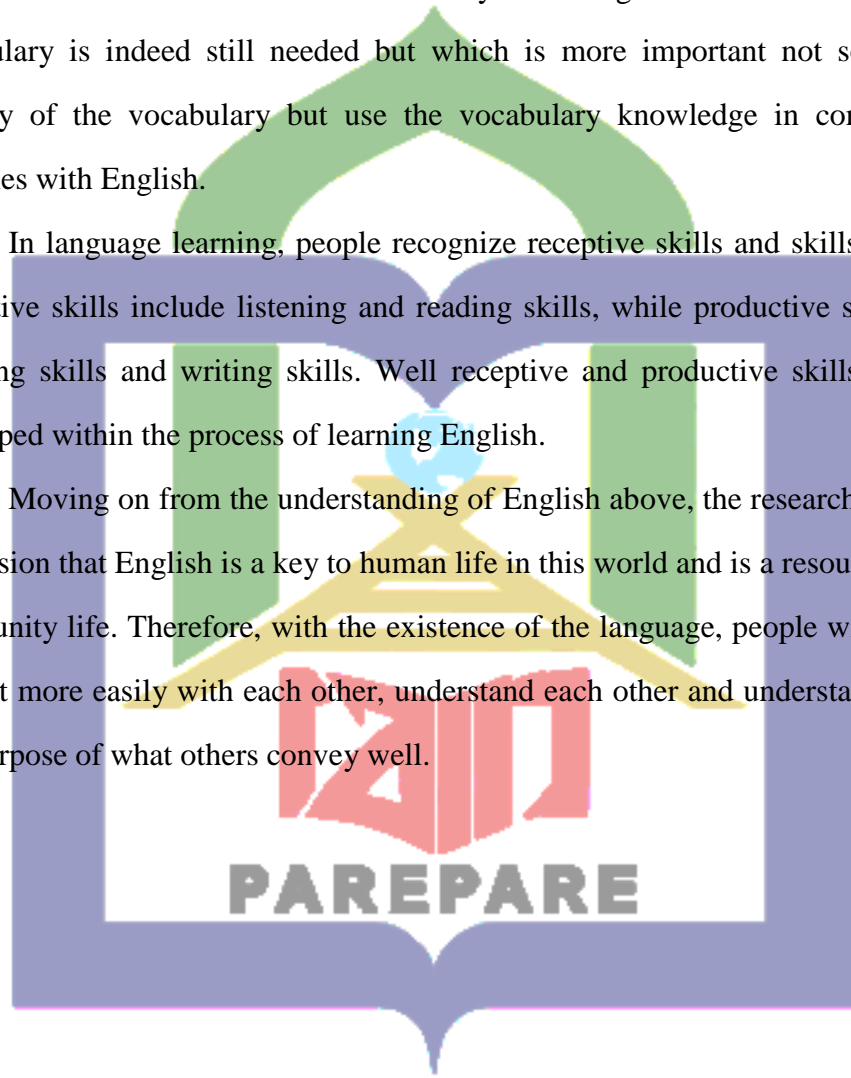 ulary is indeed still needed but which is more important not s
y of the vocabulary but use the vocabulary knowledge in co
es with English.
In language learning, people recognize receptive skills and skills
tive skills include listening and reading skills, while productive s
ng skills and writing skills. Well receptive and productive skills
ped within the process of learning English.
Moving on from the understanding of English above, the research
sion that English is a key to human life in this world and is a resou
unity life. Therefore, with the existence of the language, people w
t more easily with each other, understand each other and understa
rpose of what others convey well.
iain
PAREPARE